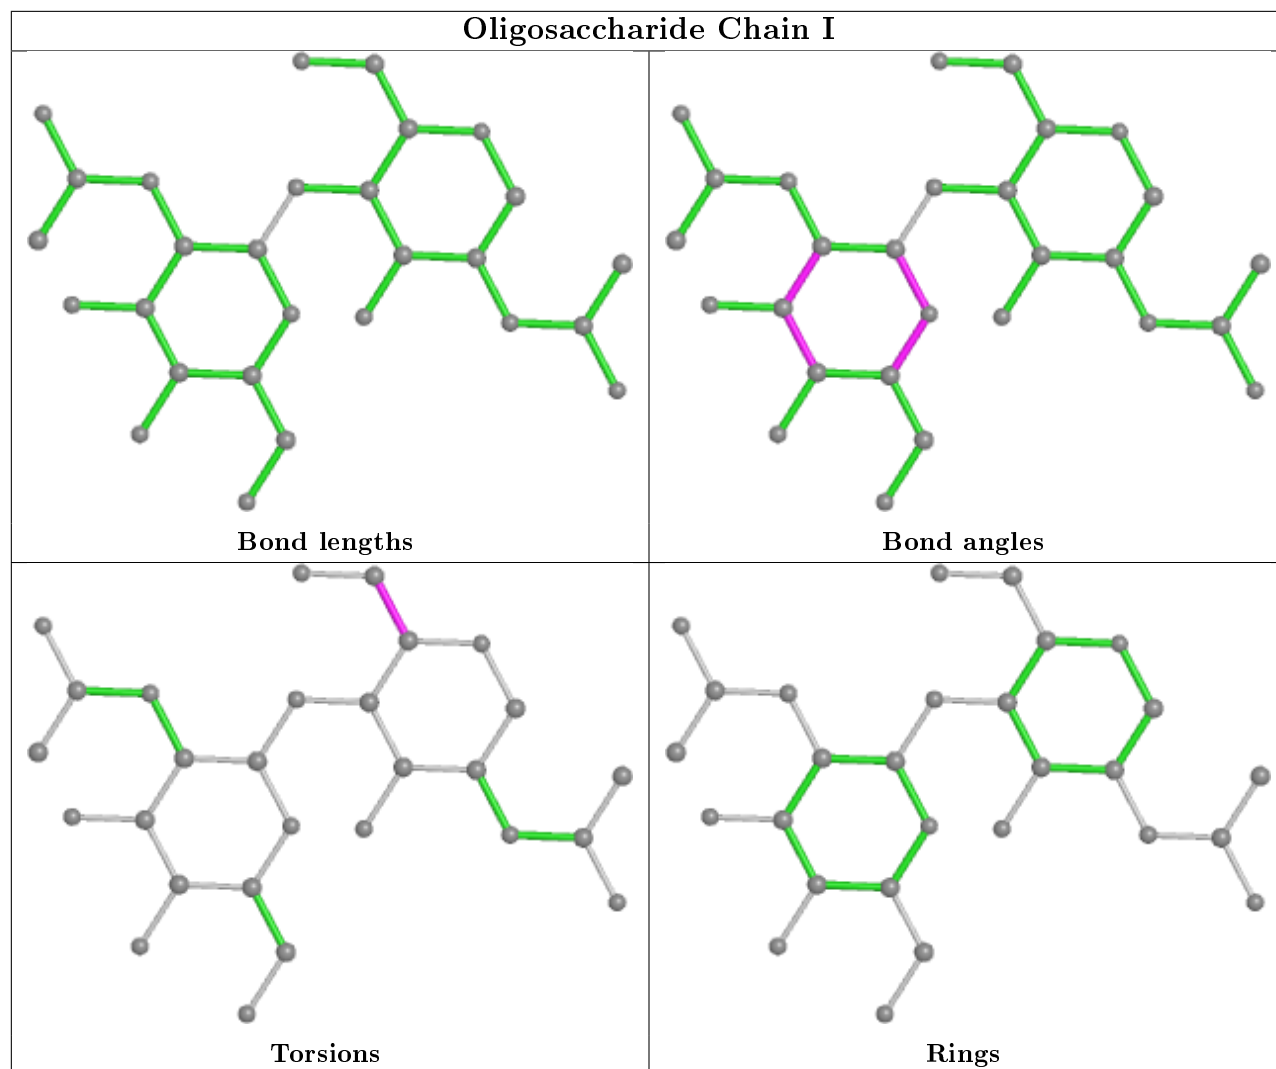 Oligosaccharide Chain I
Bond lengths
Bond angles
Torsions
Rings